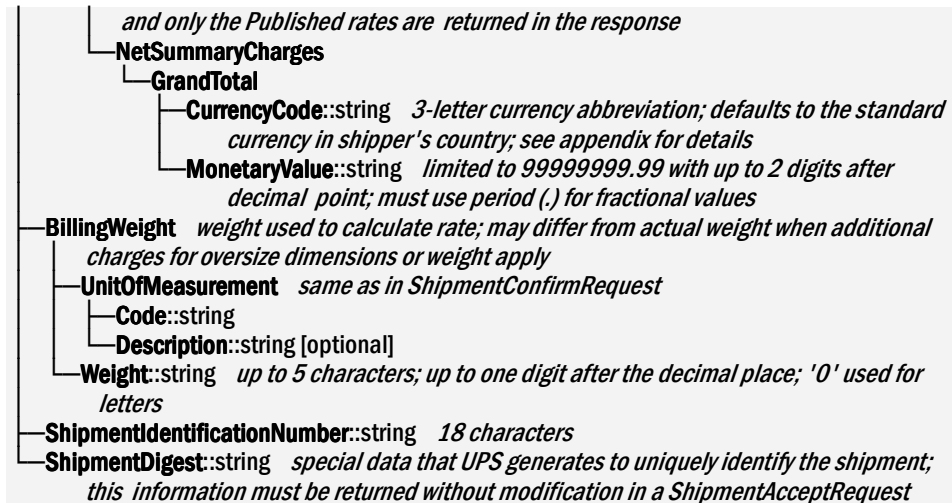 and only the Published rates are returned in the response
NetSummaryCharges
GrandTotal
CurrencyCode::string 3-letter currency abbreviation; defaults to the standard
currency in shipper's country; see appendix for details
MonetaryValue::string limited to 99999999.99 with up to 2 digits after
decimal point; must use period (.) for fractional values
BillingWeight weight used to calculate rate; may differ from actual weight when additional
charges for oversize dimensions or weight apply
UnitOfMeasurement same as in ShipmentConfirmRequest
Code::string
Description::string [optional]
Weight::string up to 5 characters; up to one digit after the decimal place; '0' used for
letters
ShipmentIdentificationNumber::string 18 characters
ShipmentDigest::string special data that UPS generates to uniquely identify the shipment;
this information must be returned without modification in a ShipmentAcceptRequest